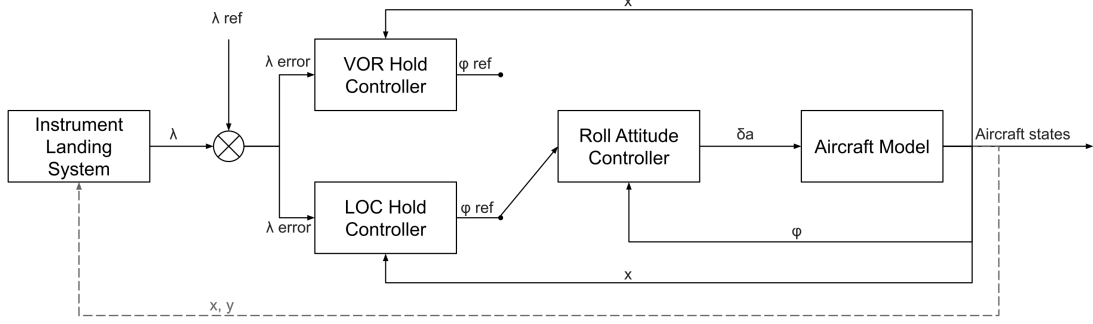 x
λ ref
λ error
VOR Hold
Controller
φ ref
Instrument
Landing
System
λ
Roll Attitude
Controller
δa
Aircraft Model
Aircraft states
λ error
LOC Hold
Controller
φ ref
φ
x
x, y